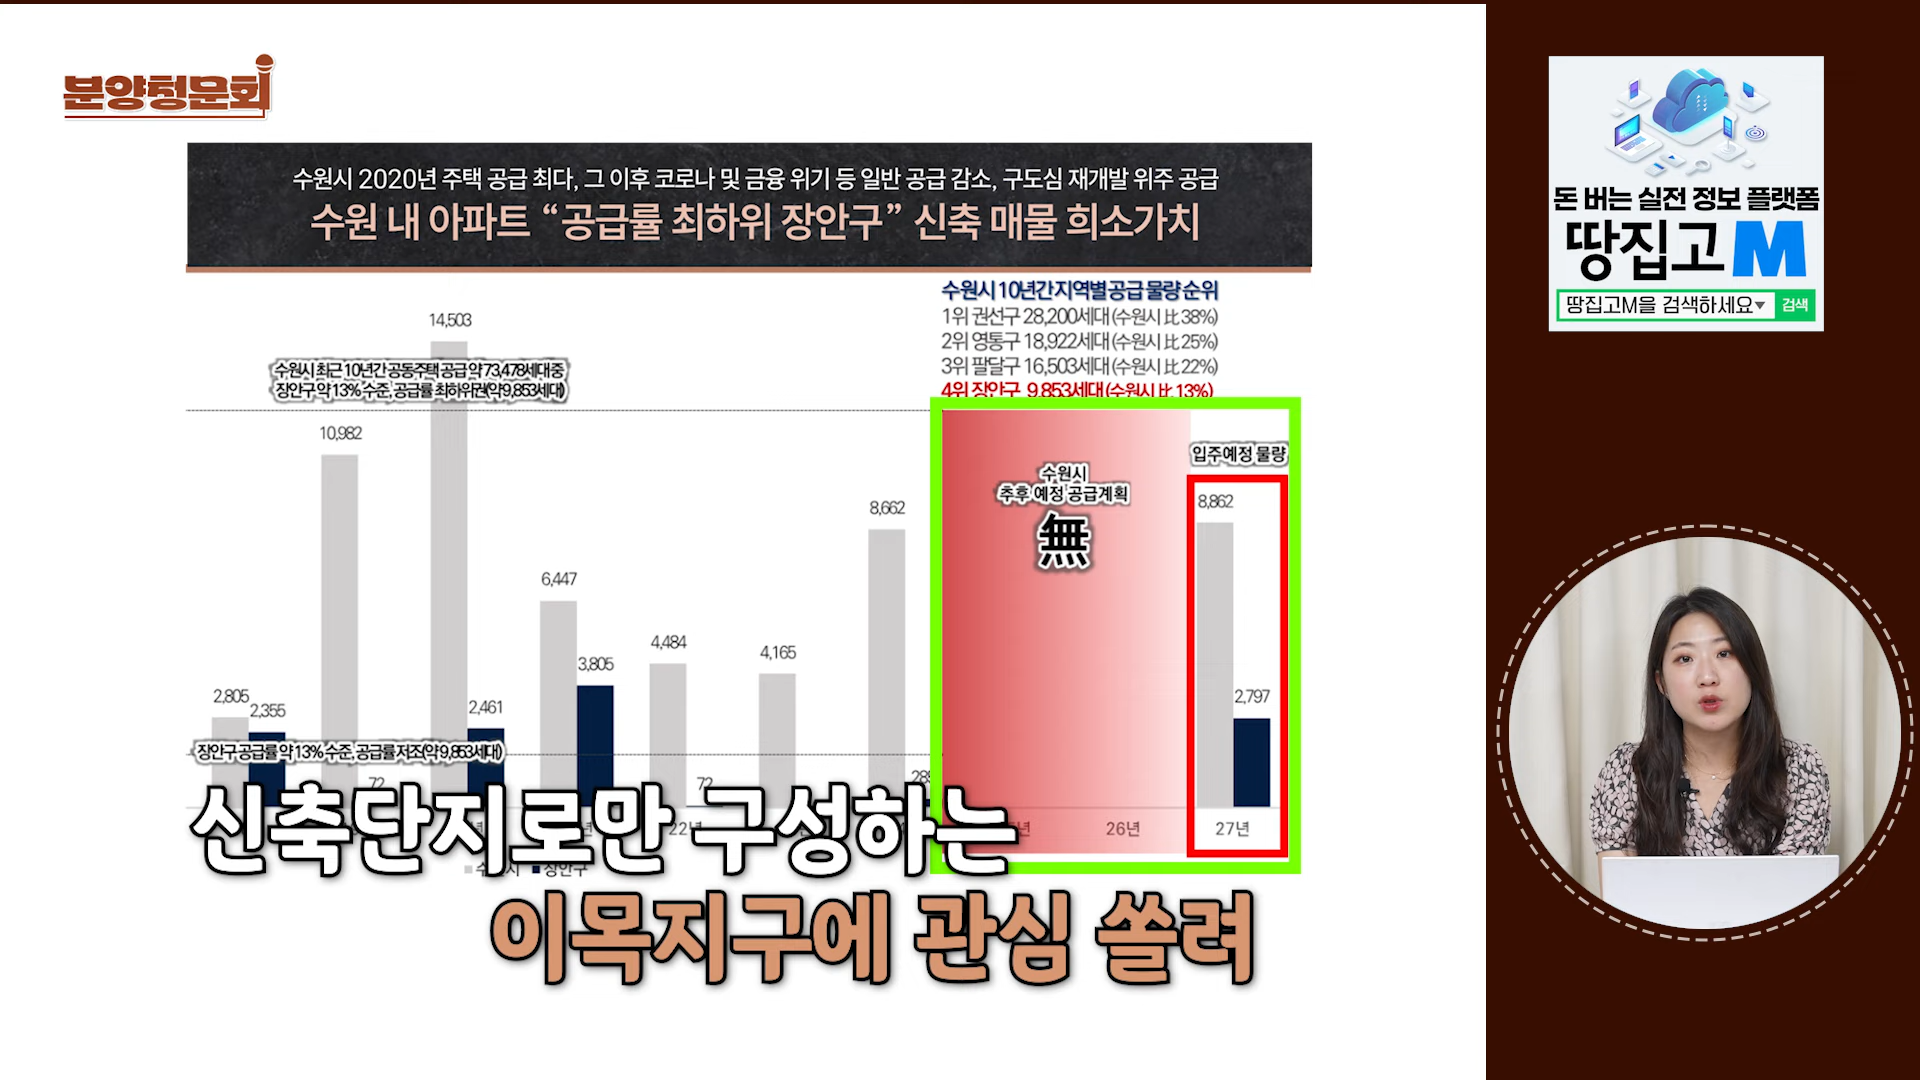 분양청문회
수원시 2020년 주택 공급 최다, 그 이후 코로나 및 금융 위기 등 일반 공급 감소, 구도심 재개발 위주 공급
수원 내 아파트 “공급률 최하위 장안구” 신축 매물 희소가치
수원시 10년간 지역별 공급 물량 순위
1위 권선구 28,200세대 (수원시 比 38%)
2위 영통구 18,922세대 (수원시 比 25%)
3위 팔달구 16,503세대 (수원시 比 22%)
4위 장안구 9,853세대 (수원시 比 13%)
수원시 최근 10년간 공동주택 공급 약 73,478세대 중
장안구 약 13% 수준, 공급률 최하위권(약 9,853세대)
14,503
10,982
8,662
6,447
4,484
4,165
3,805
2,805
2,355
2,461
72
72
장안구 공급률 약 13% 수준, 공급률 저조(약 9,853세대)
수원시
추후 예정 공급계획
無
입주예정 물량
8,862
2,797
26년
27년
신축단지로만 구성하는
이목지구에 관심 쏠려
돈 버는 실전 정보 플랫폼
땅집고M
땅집고M을 검색하세요▾ 검색